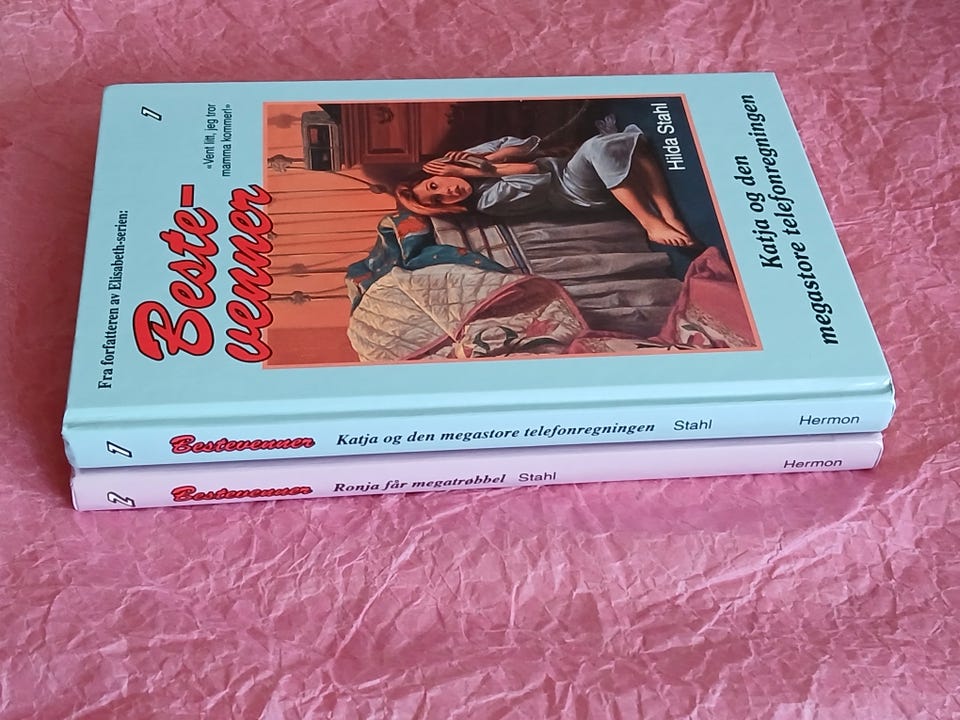 Fra forfatteren av Elisabeth-serien:
1
Beste-
venner
«Vent litt, jeg tror
mamma kommer!»
Hilda Stahl
Katja og den
megastore telefonregningen
1 Bestevenner Katja og den megastore telefonregningen Stahl Hermon
2 Bestevenner Ronja får megatrøbbel Stahl Hermon